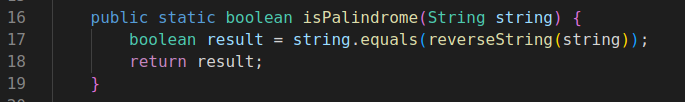 16 public static boolean isPalindrome(String string) {
17 boolean result = string.equals(reverseString(string));
18 return result;
19 }